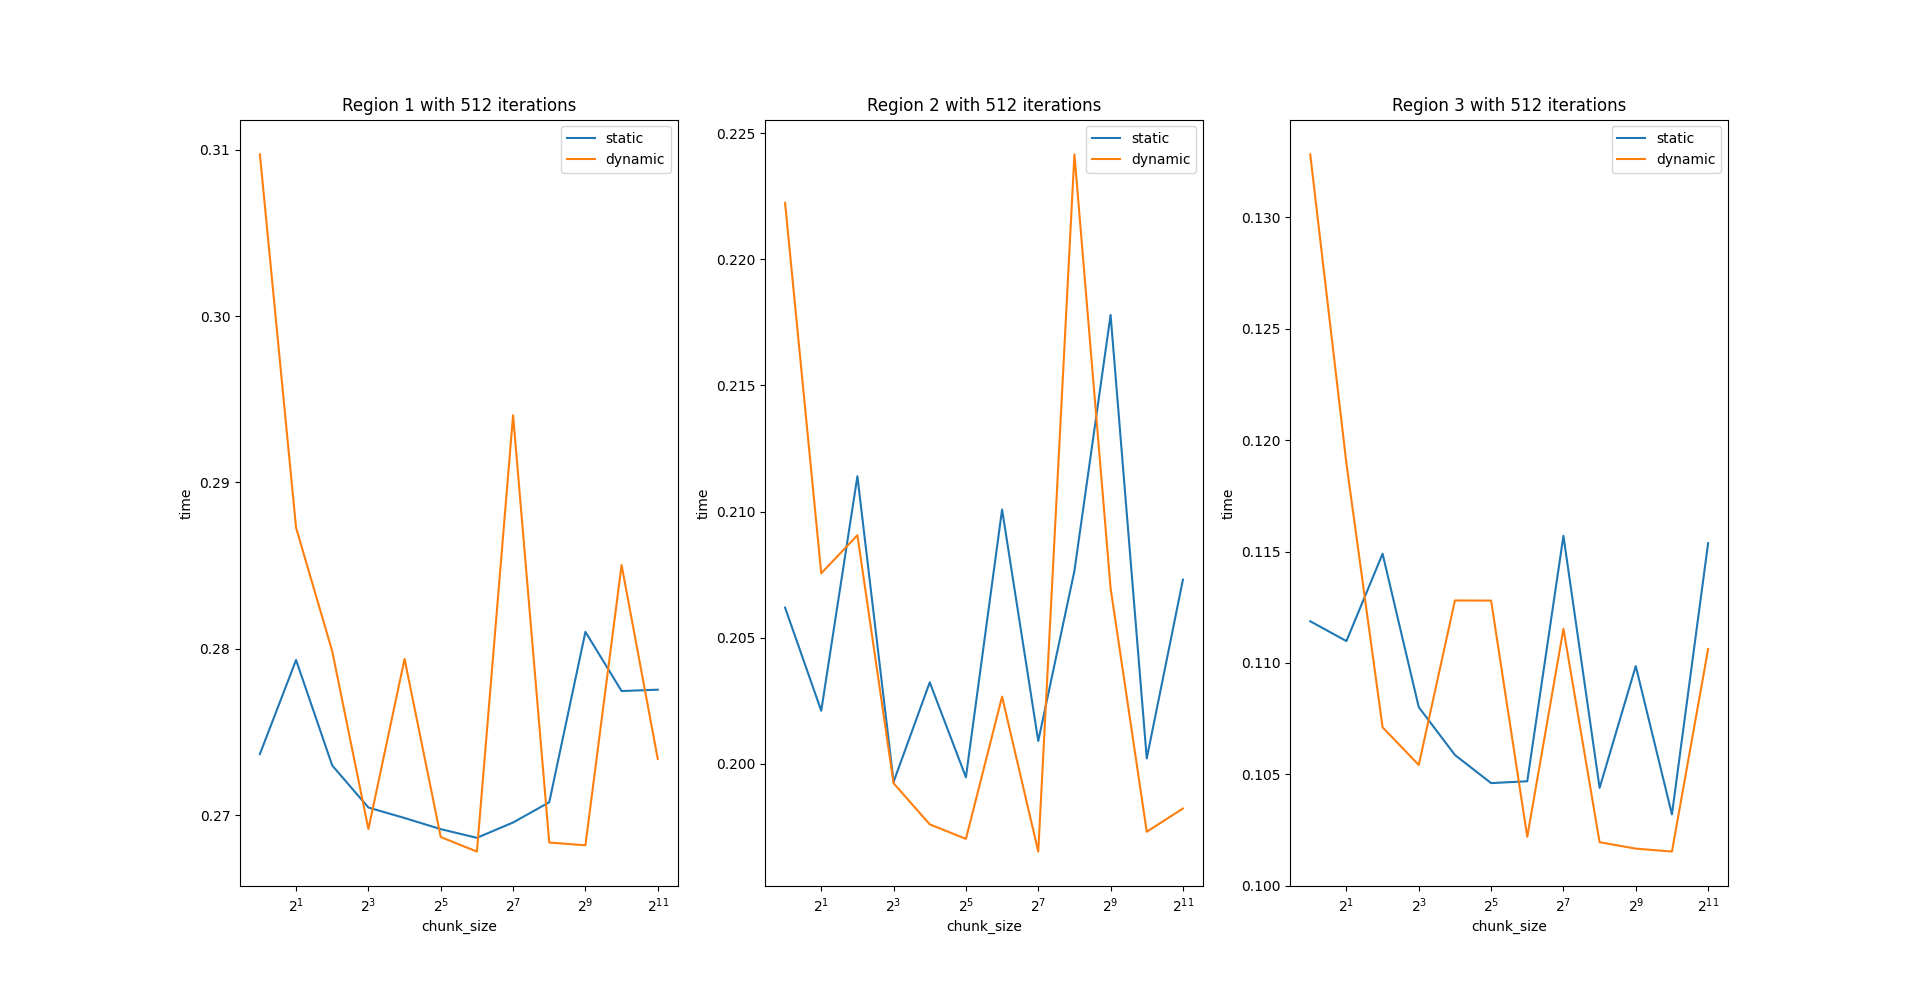 Region 1 with 512 iterations
static
dynamic
0.31
0.30
0.29
0.28
0.27
time
2^1
2^3
2^5
2^7
2^9
2^11
chunk_size
Region 2 with 512 iterations
static
dynamic
0.225
0.220
0.215
0.210
0.205
0.200
time
2^1
2^3
2^5
2^7
2^9
2^11
chunk_size
Region 3 with 512 iterations
static
dynamic
0.130
0.125
0.120
0.115
0.110
0.105
0.100
time
2^1
2^3
2^5
2^7
2^9
2^11
chunk_size